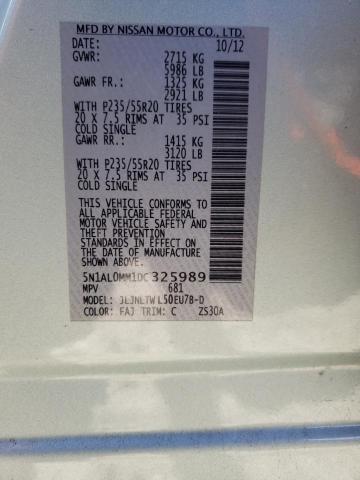 MFD BY NISSAN MOTOR CO., LTD.
DATE: 10/12
GVWR: 2715 KG
5986 LB
GAWR FR.: 1325 KG
2921 LB
WITH P235/55R20 TIRES
20 X 7.5 RIMS AT 35 PSI
COLD SINGLE
GAWR RR.: 1415 KG
3120 LB
WITH P235/55R20 TIRES
20 X 7.5 RIMS AT 35 PSI
COLD SINGLE
THIS VEHICLE CONFORMS TO
ALL APPLICABLE FEDERAL
MOTOR VEHICLE SAFETY
STANDARDS IN EFFECT ON
THE DATE OF MANUFACTURE
SHOWN ABOVE.
5N1AL0MM1DC325989
MPV 681
MODEL: JLJNLTWL50EU7B-D
COLOR: FAJ TRIM: C ZS30A